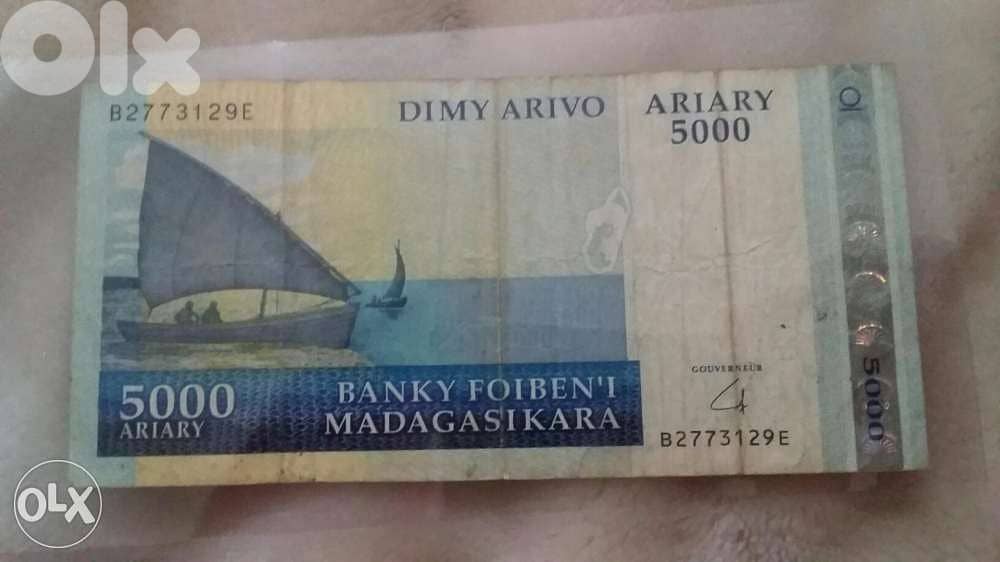 OLX
B2773129E
DIMY ARIVO
ARIARY
5000
GOUVERNEUR
5000
5000
ARIARY
BANKY FOIBEN'I
MADAGASIKARA
B2773129E
OLX